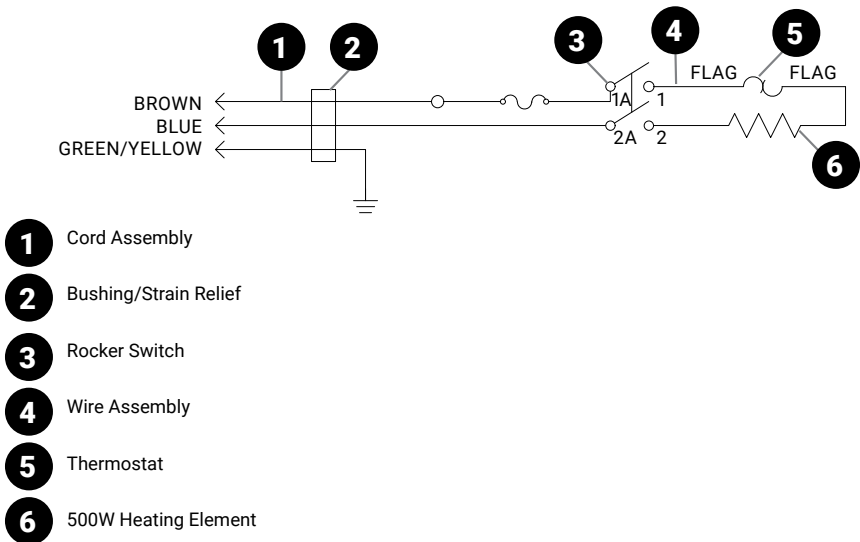 1 2 3 4 5
FLAG FLAG
BROWN 1A 1
BLUE 2A 2
GREEN/YELLOW
6
1 Cord Assembly
2 Bushing/Strain Relief
3 Rocker Switch
4 Wire Assembly
5 Thermostat
6 500W Heating Element